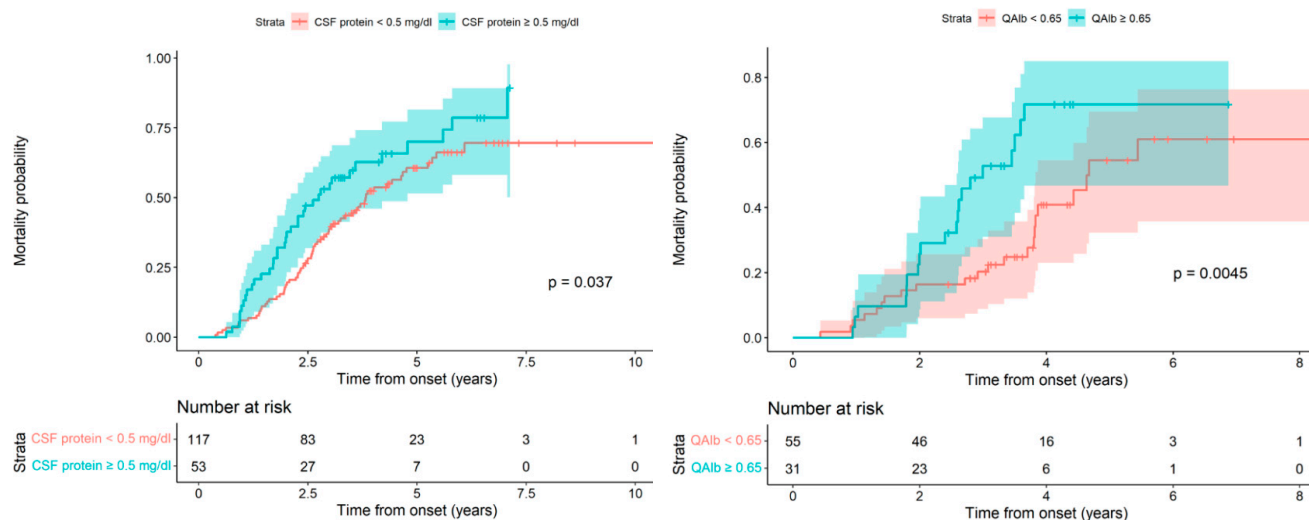 Strata CSF protein < 0.5 mg/dl CSF protein ≥ 0.5 mg/dl
Mortality probability
1.00
0.75
0.50
0.25
0.00
p = 0.037
0 2.5 5 7.5 10
Time from onset (years)
Number at risk
Strata
CSF protein < 0.5 mg/dl 117 83 23 3 1
CSF protein ≥ 0.5 mg/dl 53 27 7 0 0
0 2.5 5 7.5 10
Time from onset (years)
Strata QAlb < 0.65 QAlb ≥ 0.65
Mortality probability
0.8
0.6
0.4
0.2
0.0
p = 0.0045
0 2 4 6 8
Time from onset (years)
Number at risk
Strata
QAlb < 0.65 55 46 16 3 1
QAlb ≥ 0.65 31 23 6 1 0
0 2 4 6 8
Time from onset (years)